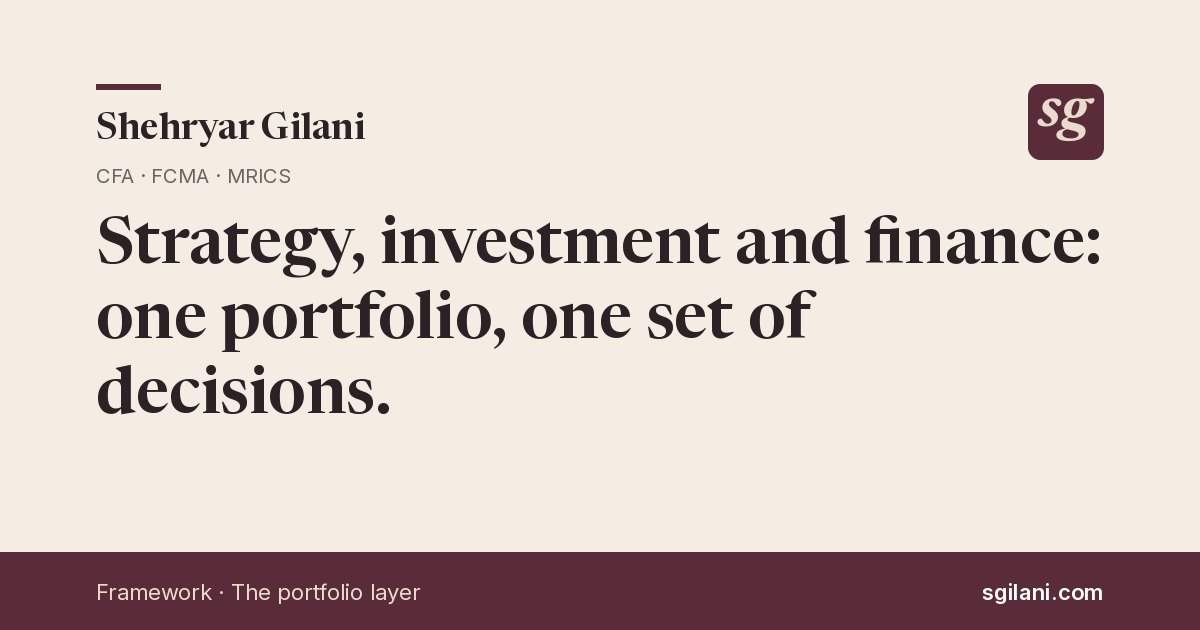 Shehryar Gilani
sg
CFA · FCMA · MRICS
Strategy, investment and finance:
one portfolio, one set of
decisions.
Framework · The portfolio layer
sgilani.com